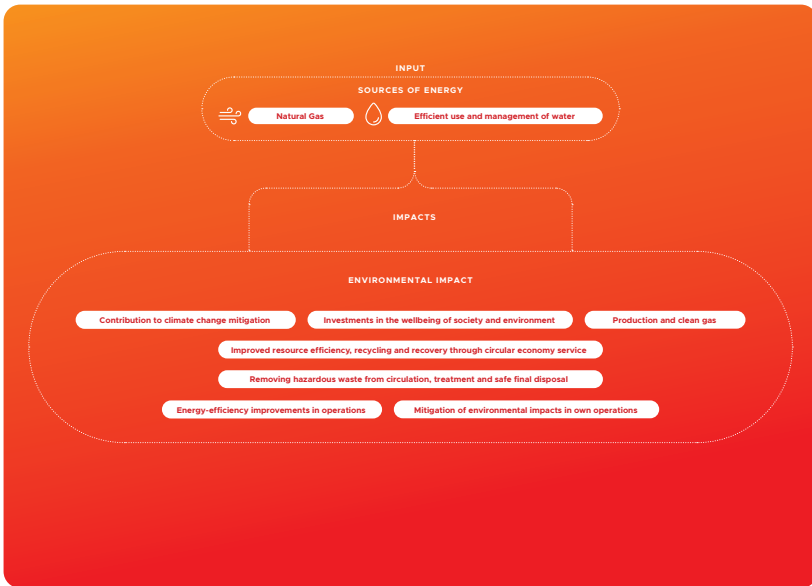 INPUT
SOURCES OF ENERGY
Natural Gas
Efficient use and management of water
IMPACTS
ENVIRONMENTAL IMPACT
Contribution to climate change mitigation
Investments in the wellbeing of society and environment
Production and clean gas
Improved resource efficiency, recycling and recovery through circular economy service
Removing hazardous waste from circulation, treatment and safe final disposal
Energy-efficiency improvements in operations
Mitigation of environmental impacts in own operations